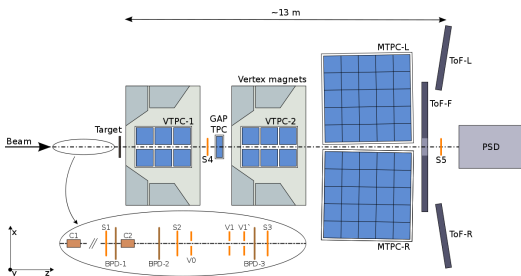 ~13 m
MTPC-L
ToF-L
Vertex magnets
ToF-F
Target
VTPC-1
GAP
TPC
VTPC-2
Beam
S4
S5
PSD
MTPC-R
ToF-R
x
y
z
C1
S1
BPD-1
C2
BPD-2
S2
V0
V1
V1'
BPD-3
S3